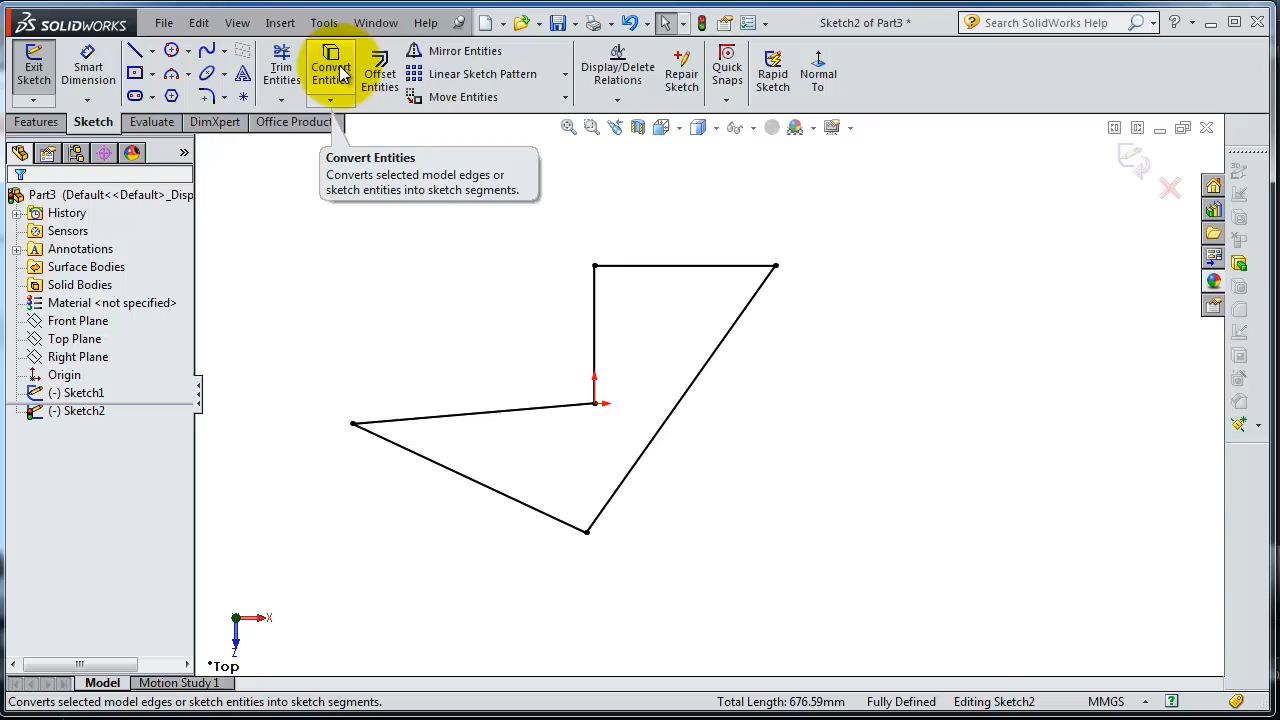 SOLIDWORKS File Edit View Insert Tools Window Help Sketch2 of Part3 * Search SolidWorks Help
Exit Sketch
Smart Dimension
Trim Entities
Convert Entities
Offset Entities
Mirror Entities
Linear Sketch Pattern
Move Entities
Display/Delete Relations
Repair Sketch
Quick Snaps
Rapid Sketch
Normal To
Features Sketch Evaluate DimXpert Office Produc
Convert Entities
Converts selected model edges or
sketch entities into sketch segments.
Part3 (Default<<Default>_Disp
History
Sensors
Annotations
Surface Bodies
Solid Bodies
Material <not specified>
Front Plane
Top Plane
Right Plane
Origin
(-) Sketch1
(-) Sketch2
X
Z
*Top
Model Motion Study 1
Converts selected model edges or sketch entities into sketch segments. Total Length: 676.59mm Fully Defined Editing Sketch2 MMGS